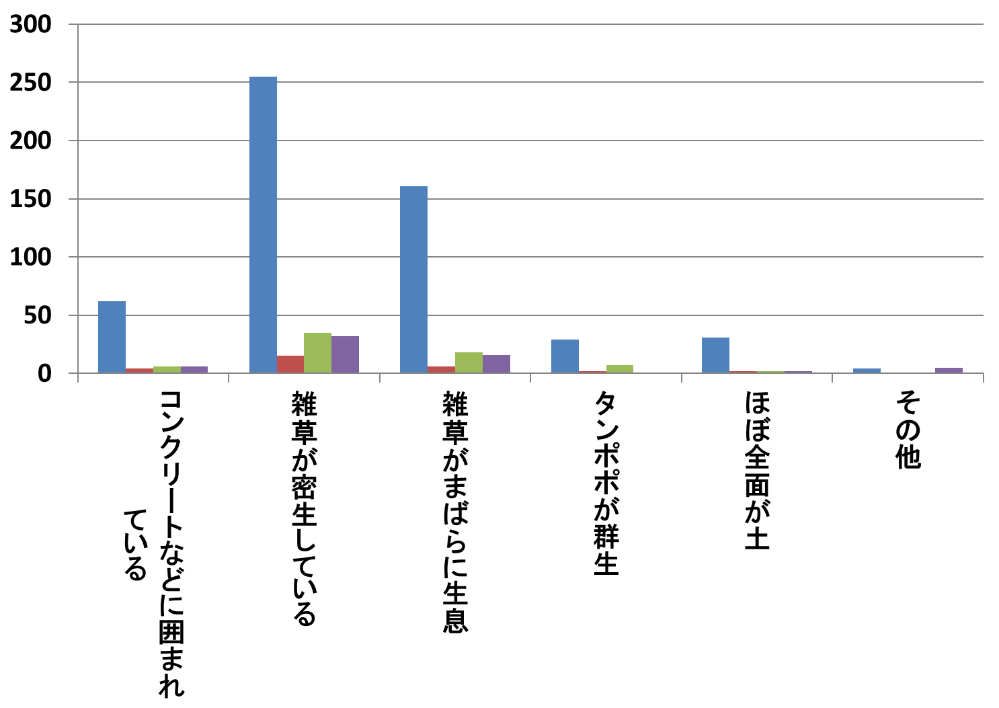 300
250
200
150
100
50
0
コンクリートなどに囲まれ
ている
雑草が密生している
雑草がまばらに生息
タンポポが群生
ほぼ全面が土
その他